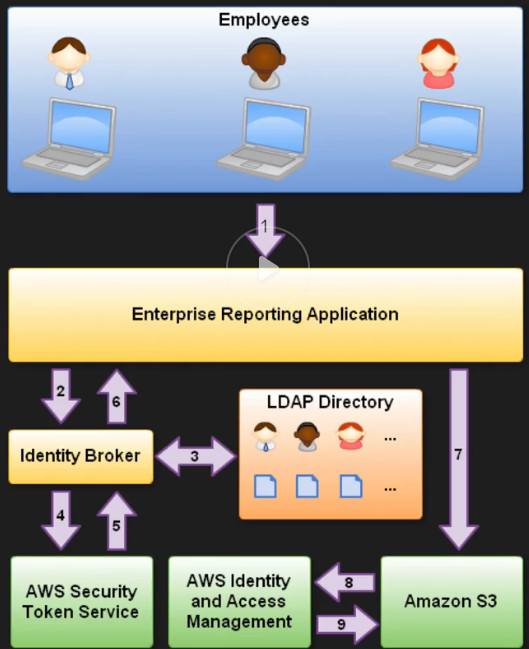 Employees
1
Enterprise Reporting Application
2
6
LDAP Directory
...
Identity Broker
3
7
...
4
5
AWS Security
Token Service
AWS Identity
and Access
Management
8
9
Amazon S3